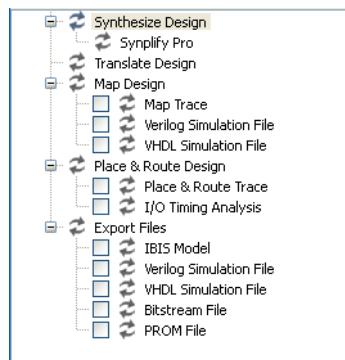 Synthesize Design
Synplify Pro
Translate Design
Map Design
Map Trace
Verilog Simulation File
VHDL Simulation File
Place & Route Design
Place & Route Trace
I/O Timing Analysis
Export Files
IBIS Model
Verilog Simulation File
VHDL Simulation File
Bitstream File
PROM File